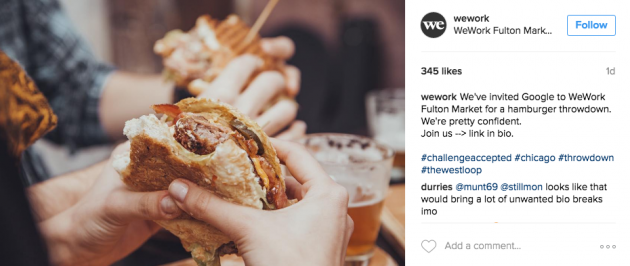 we
wework
WeWork Fulton Mark...
Follow
345 likes
1d
wework We've invited Google to WeWork
Fulton Market for a hamburger throwdown.
We're pretty confident.
Join us --> link in bio.
#challengeaccepted #chicago #throwdown
#thewestloop
durries @munt69 @stillmon looks like that
would bring a lot of unwanted bio breaks
imo
Add a comment...